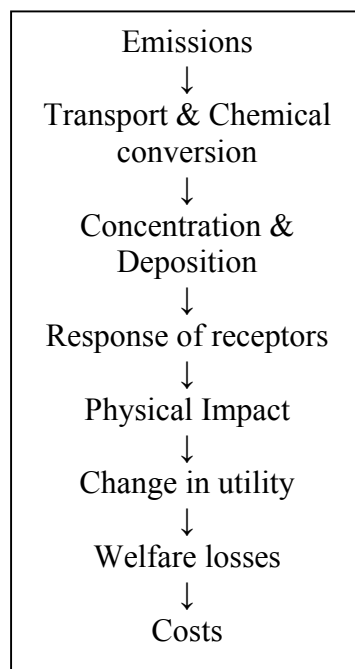 Emissions
↓
Transport & Chemical
conversion
↓
Concentration &
Deposition
↓
Response of receptors
↓
Physical Impact
↓
Change in utility
↓
Welfare losses
↓
Costs